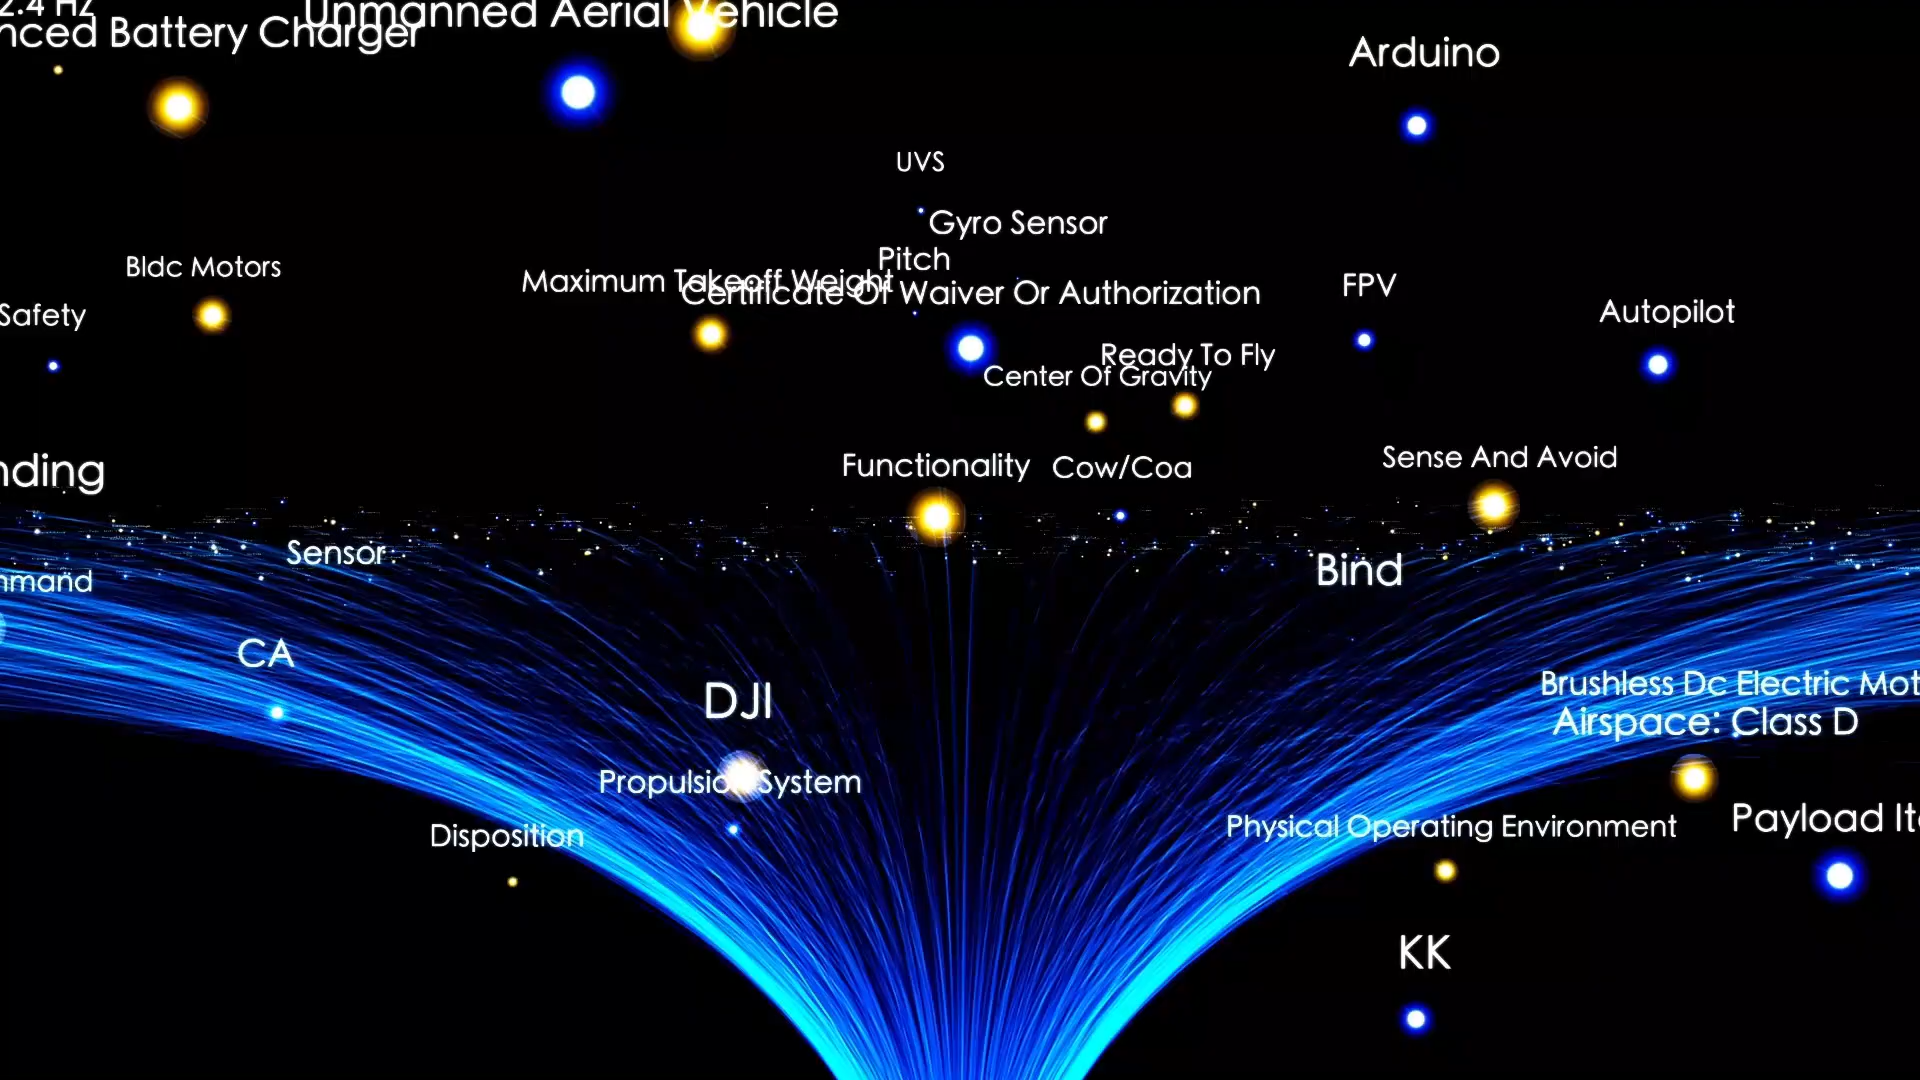 2.4 Hz
Unmanned Aerial Vehicle
nced Battery Charger
Arduino
UVS
Gyro Sensor
Pitch
Bldc Motors
Maximum Takeoff Weight
Certificate Of Waiver Or Authorization
FPV
Safety
Autopilot
Ready To Fly
Center Of Gravity
Functionality
Cow/Coa
Sense And Avoid
nding
Sensor
Bind
mmand
CA
DJI
Brushless Dc Electric Mot
Airspace: Class D
Propulsion System
Disposition
Physical Operating Environment
Payload Ite
KK